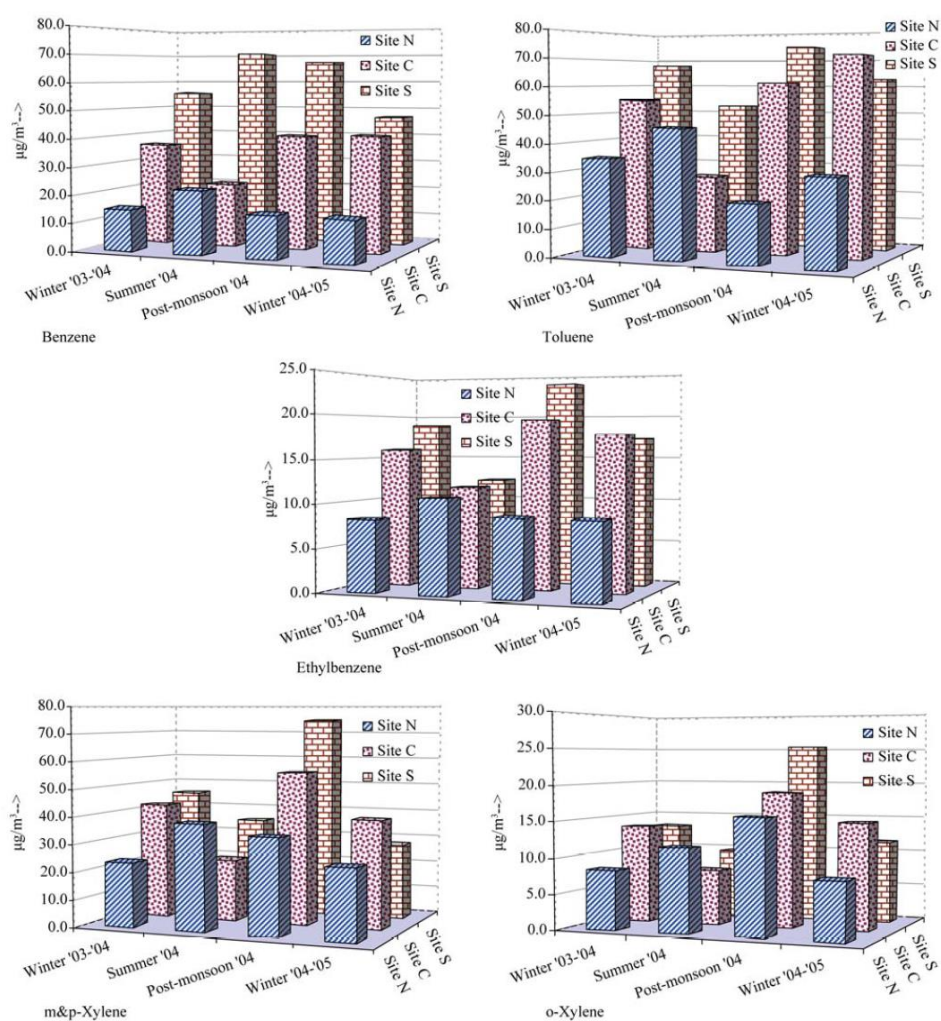 80.0
70.0
60.0
50.0
40.0
30.0
20.0
10.0
0.0
µg/m³-->
Site N
Site C
Site S
Winter '03-'04
Summer '04
Post-monsoon '04
Winter '04-'05
Site N
Site C
Site S
Benzene
80.0
70.0
60.0
50.0
40.0
30.0
20.0
10.0
0.0
µg/m³-->
Site N
Site C
Site S
Winter '03-'04
Summer '04
Post-monsoon '04
Winter '04-'05
Site N
Site C
Site S
Toluene
25.0
20.0
15.0
10.0
5.0
0.0
µg/m³-->
Site N
Site C
Site S
Winter '03-'04
Summer '04
Post-monsoon '04
Winter '04-'05
Site N
Site C
Site S
Ethylbenzene
80.0
70.0
60.0
50.0
40.0
30.0
20.0
10.0
0.0
µg/m³-->
Site N
Site C
Site S
Winter '03-'04
Summer '04
Post-monsoon '04
Winter '04-'05
Site N
Site C
Site S
m&p-Xylene
30.0
25.0
20.0
15.0
10.0
5.0
0.0
µg/m³-->
Site N
Site C
Site S
Winter '03-'04
Summer '04
Post-monsoon '04
Winter '04-'05
Site N
Site C
Site S
o-Xylene